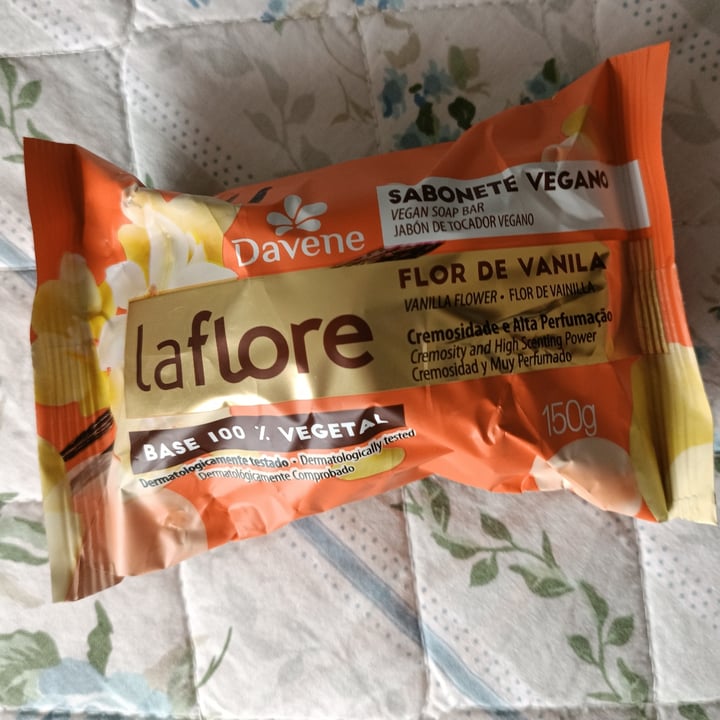 Davene
SABONETE VEGANO
VEGAN SOAP BAR
JABÓN DE TOCADOR VEGANO
laflore
FLOR DE VANILA
VANILLA FLOWER • FLOR DE VAINILLA
Cremosidade e Alta Perfumação
Cremosity and High Scenting Power
Cremosidad y Muy Perfumado
BASE 100 % VEGETAL
Dermatologicamente testado • Dermatologically tested
Dermatológicamente Comprobado
150g